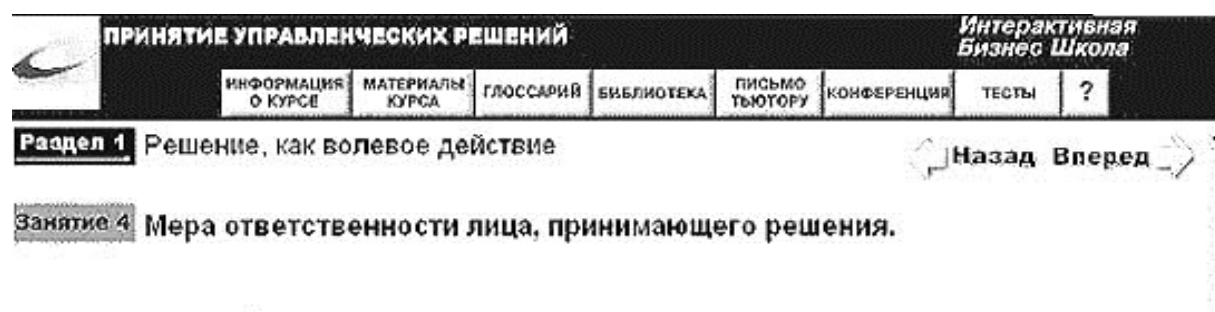 ПРИНЯТИЕ УПРАВЛЕНЧЕСКИХ РЕШЕНИЙ
Интерактивная
Бизнес Школа
ИНФОРМАЦИЯ
О КУРСЕ
МАТЕРИАЛЫ
КУРСА
ГЛОССАРИЙ
БИБЛИОТЕКА
ПИСЬМО
ТЬЮТОРУ
КОНФЕРЕНЦИЯ
ТЕСТЫ
?
Раздел 1 Решение, как волевое действие
Назад Вперед
Занятие 4 Мера ответственности лица, принимающего решения.